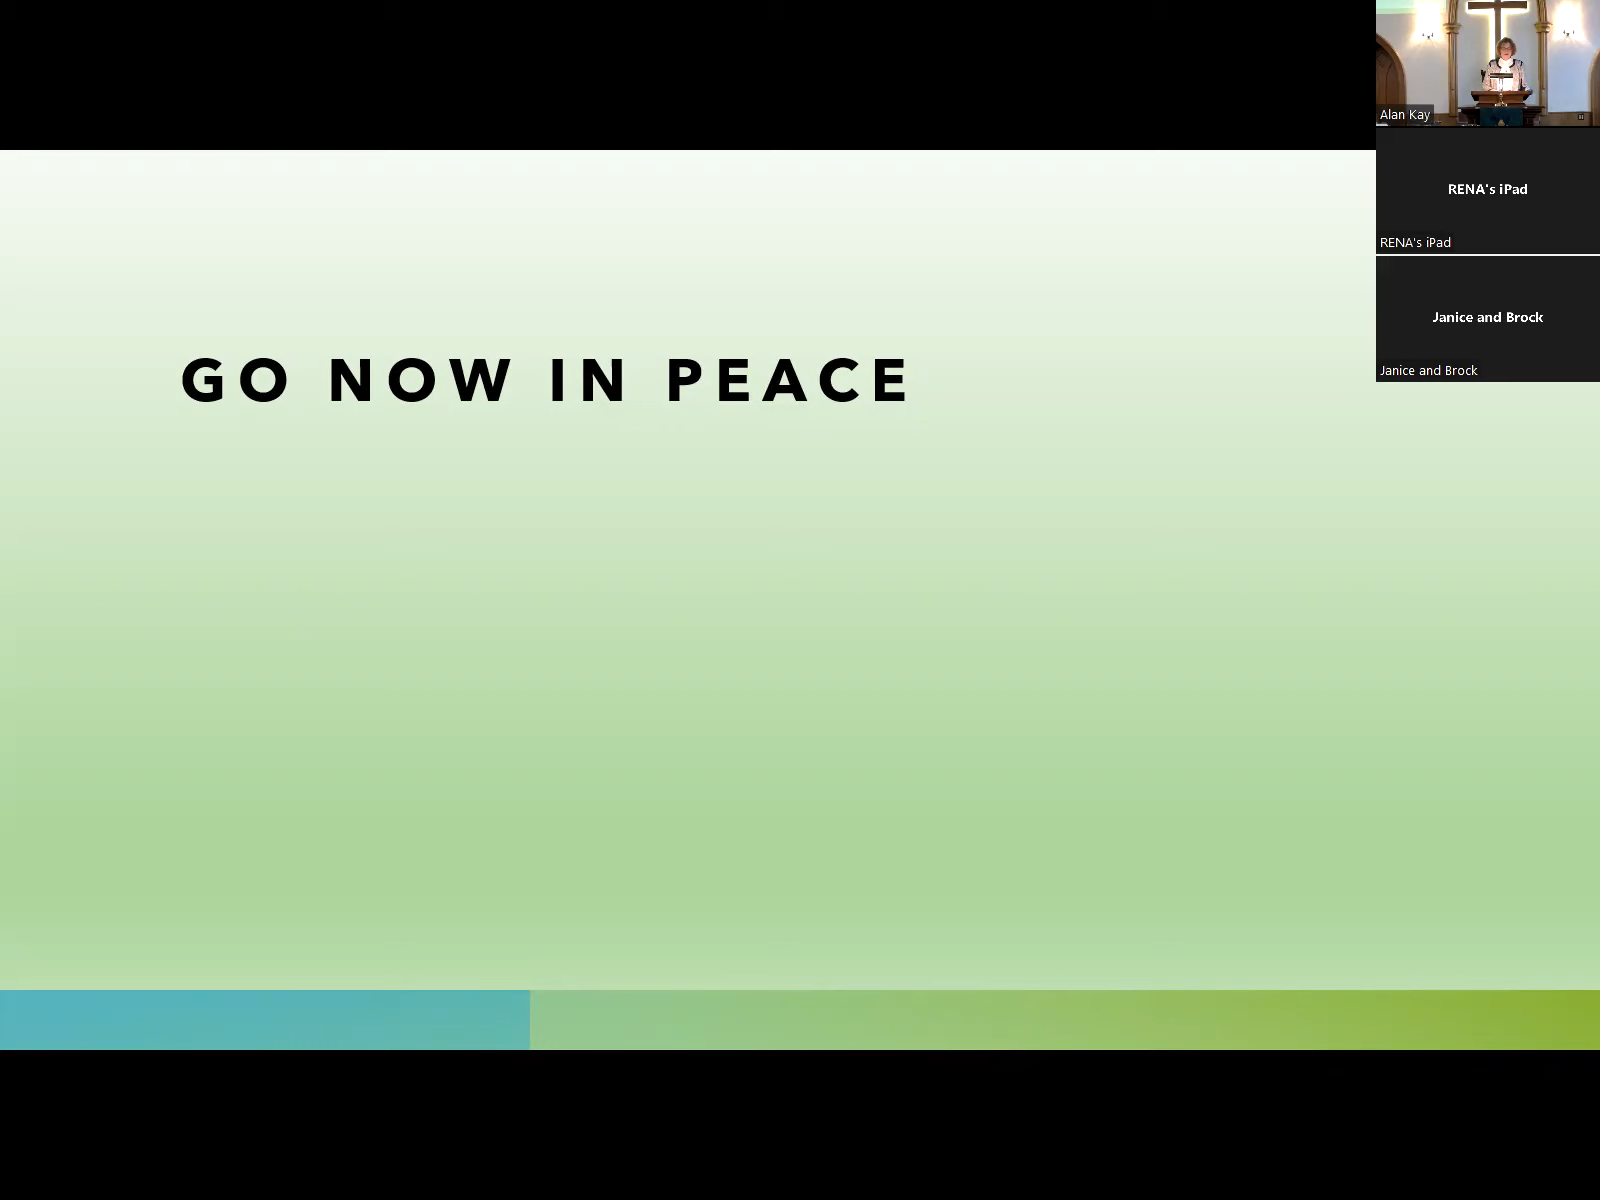 GO NOW IN PEACE
Alan Kay
RENA's iPad
RENA's iPad
Janice and Brock
Janice and Brock